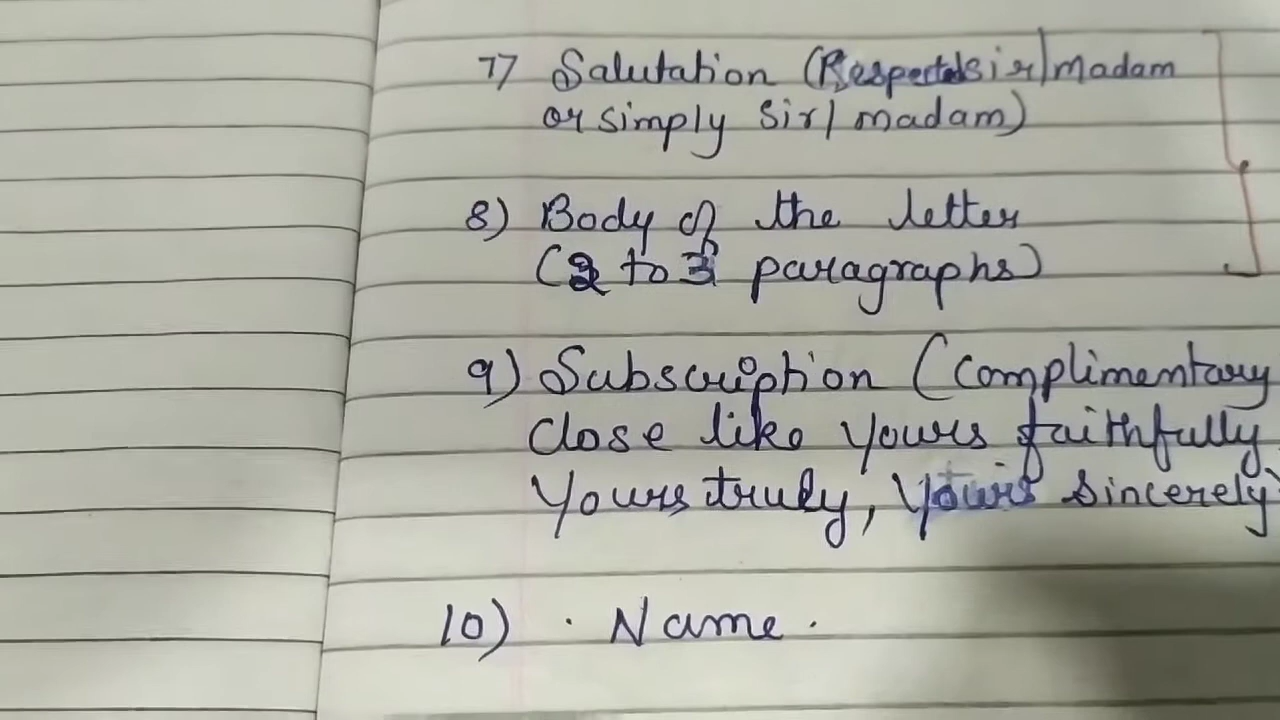 7) Salutation (Respected sir/madam
or simply Sir/ madam)
8) Body of the letter
(2 to 3 paragraphs)
9) Subscription (Complimentary
close like yours faithfully
Yours truly, Yours sincerely)
10) . Name .